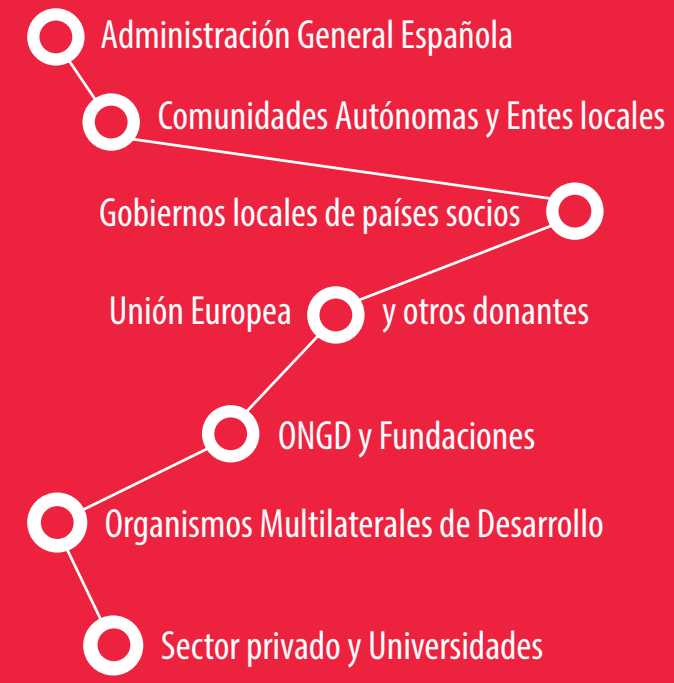 Administración General Española
Comunidades Autónomas y Entes locales
Gobiernos locales de países socios
Unión Europea y otros donantes
ONGD y Fundaciones
Organismos Multilaterales de Desarrollo
Sector privado y Universidades